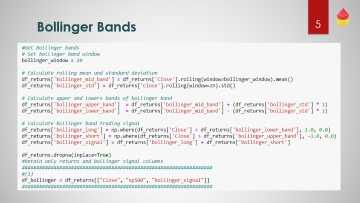 Bollinger Bands
5
#Get Bollinger bands
# Set bollinger band window
bollinger_window = 20
# Calculate rolling mean and standard deviation
df_returns['bollinger_mid_band'] = df_returns['Close'].rolling(window=bollinger_window).mean()
df_returns['bollinger_std'] = df_returns['Close'].rolling(window=20).std()
# Calculate upper and lowers bands of bollinger band
df_returns['bollinger_upper_band'] = df_returns['bollinger_mid_band'] + (df_returns['bollinger_std'] * 1)
df_returns['bollinger_lower_band'] = df_returns['bollinger_mid_band'] - (df_returns['bollinger_std'] * 1)
# Calculate bollinger band trading signal
df_returns['bollinger_long'] = np.where(df_returns['Close'] < df_returns['bollinger_lower_band'], 1.0, 0.0)
df_returns['bollinger_short'] = np.where(df_returns['Close'] > df_returns['bollinger_upper_band'], -1.0, 0.0)
df_returns['bollinger_signal'] = df_returns['bollinger_long'] + df_returns['bollinger_short']
df_returns.dropna(inplace=True)
#Retain only returns and bollinger signal columns
##################################################################
#(1)
df_bollinger = df_returns[["Close", "sp500", "bollinger_signal"]]
##################################################################